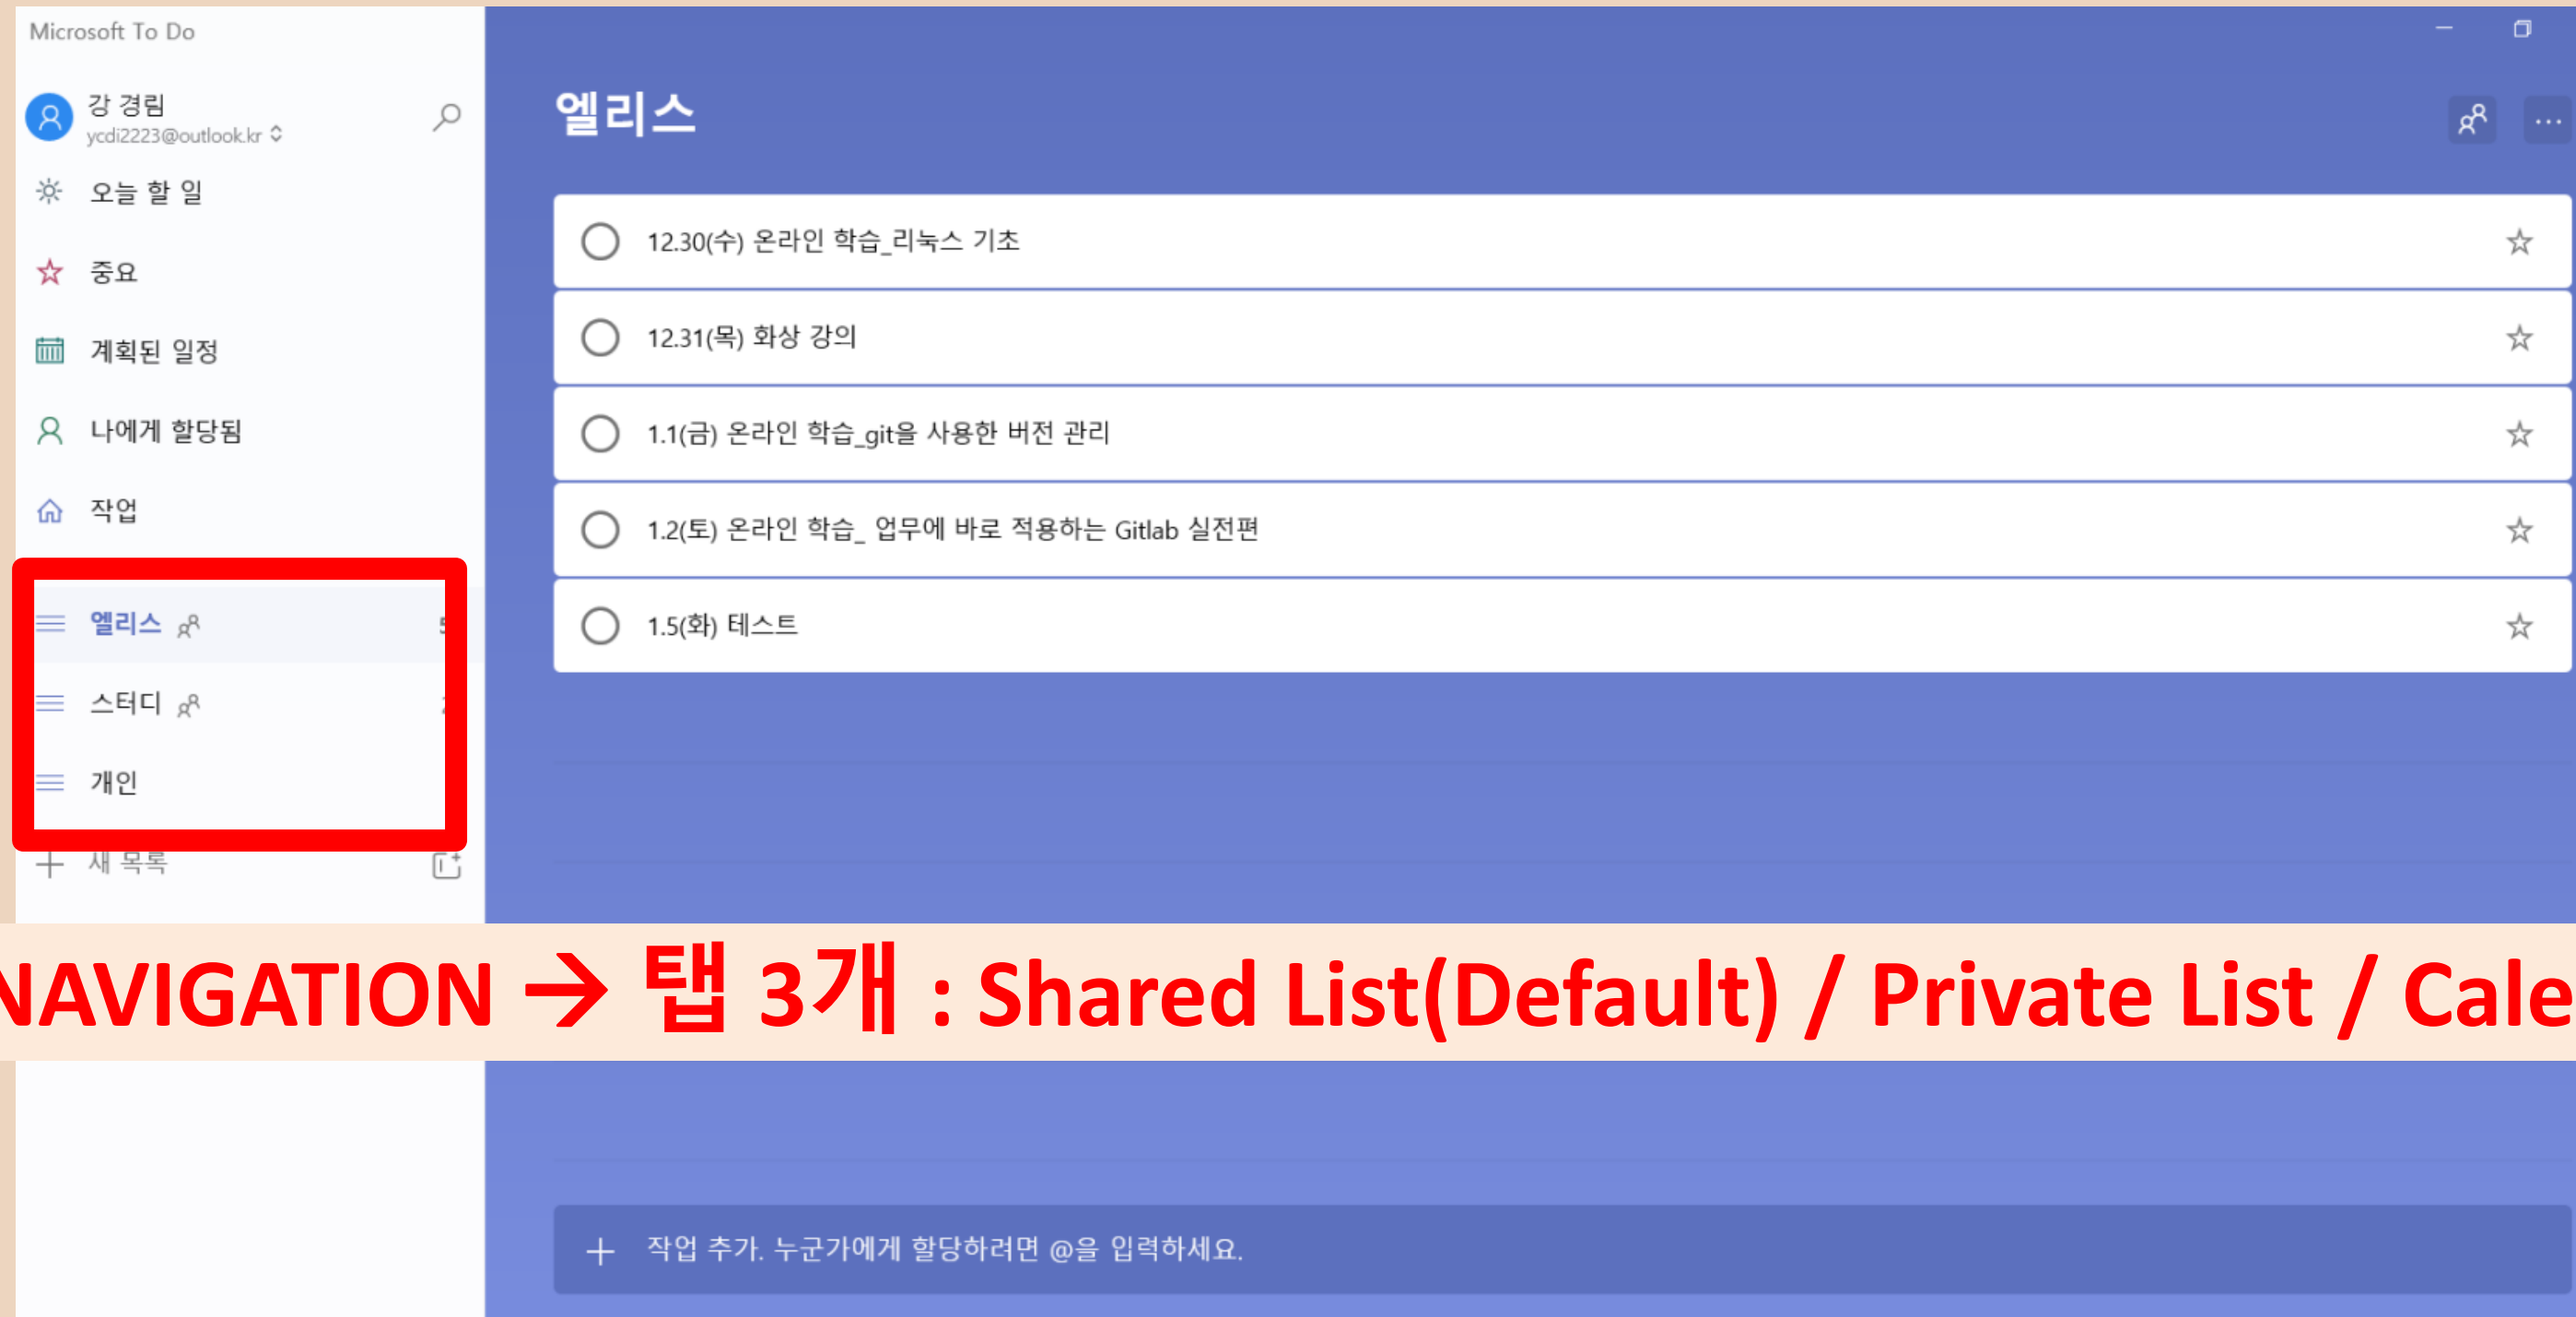 Microsoft To Do
강 경림
ycdi2223@outlook.kr
오늘 할 일
중요
계획된 일정
나에게 할당됨
작업
엘리스
스터디
개인
새 목록
엘리스
12.30(수) 온라인 학습_리눅스 기초
12.31(목) 화상 강의
1.1(금) 온라인 학습_git을 사용한 버전 관리
1.2(토) 온라인 학습_ 업무에 바로 적용하는 Gitlab 실전편
1.5(화) 테스트
NAVIGATION → 탭 3개 : Shared List(Default) / Private List / Cale
작업 추가. 누군가에게 할당하려면 @을 입력하세요.